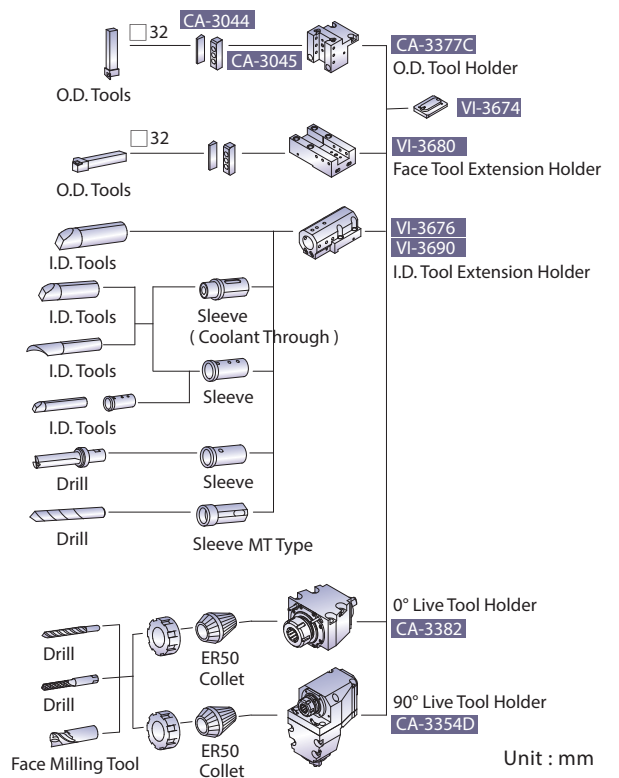 □32
CA-3044
CA-3045
CA-3377C
O.D. Tool Holder
O.D. Tools
VI-3674
□32
VI-3680
Face Tool Extension Holder
O.D. Tools
VI-3676
VI-3690
I.D. Tool Extension Holder
I.D. Tools
I.D. Tools
Sleeve
( Coolant Through )
I.D. Tools
Sleeve
I.D. Tools
Drill
Sleeve
Drill
Sleeve MT Type
0° Live Tool Holder
CA-3382
Drill
ER50
Collet
Drill
90° Live Tool Holder
CA-3354D
Face Milling Tool
ER50
Collet
Unit : mm